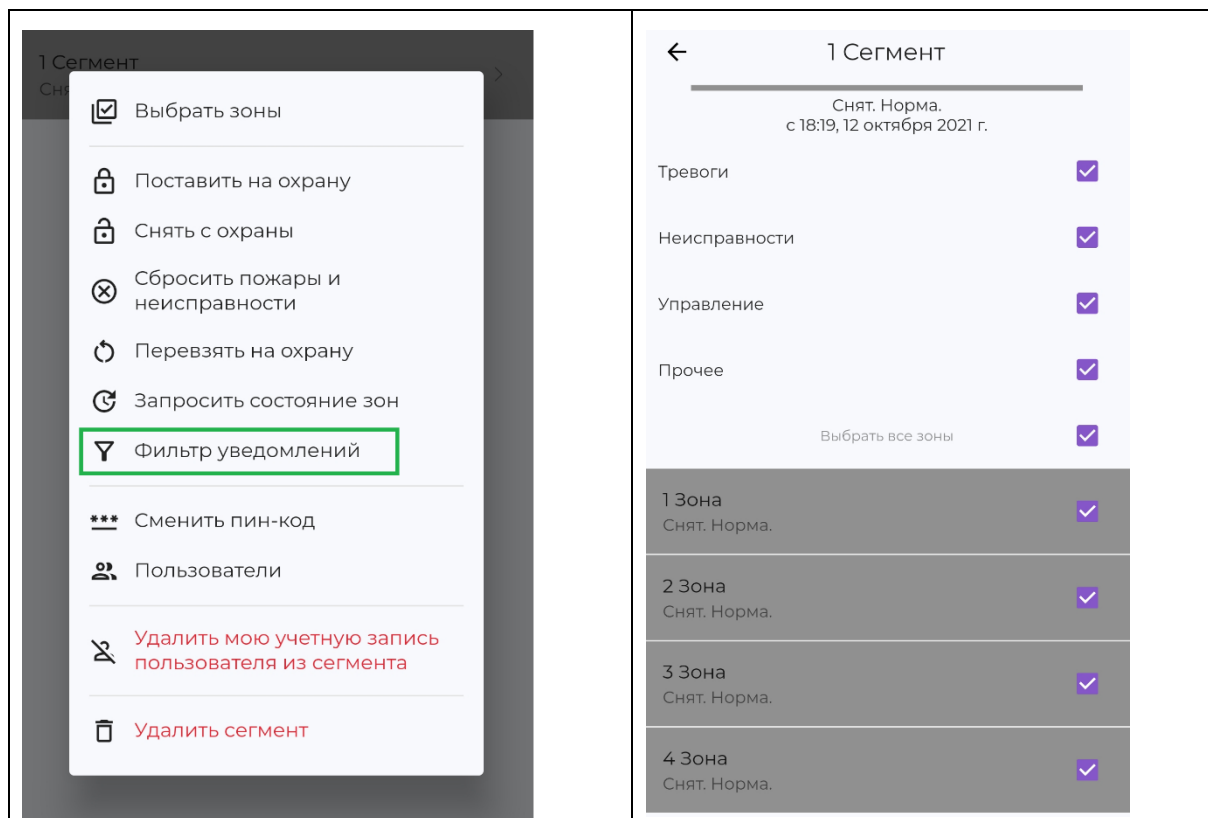 1 Сегмент
Сня
Выбрать зоны
Поставить на охрану
Снять с охраны
Сбросить пожары и
неисправности
Перевзять на охрану
Запросить состояние зон
Фильтр уведомлений
Сменить пин-код
Пользователи
Удалить мою учетную запись
пользователя из сегмента
Удалить сегмент
1 Сегмент
Снят. Норма.
с 18:19, 12 октября 2021 г.
Тревоги
Неисправности
Управление
Прочее
Выбрать все зоны
1 Зона
Снят. Норма.
2 Зона
Снят. Норма.
3 Зона
Снят. Норма.
4 Зона
Снят. Норма.